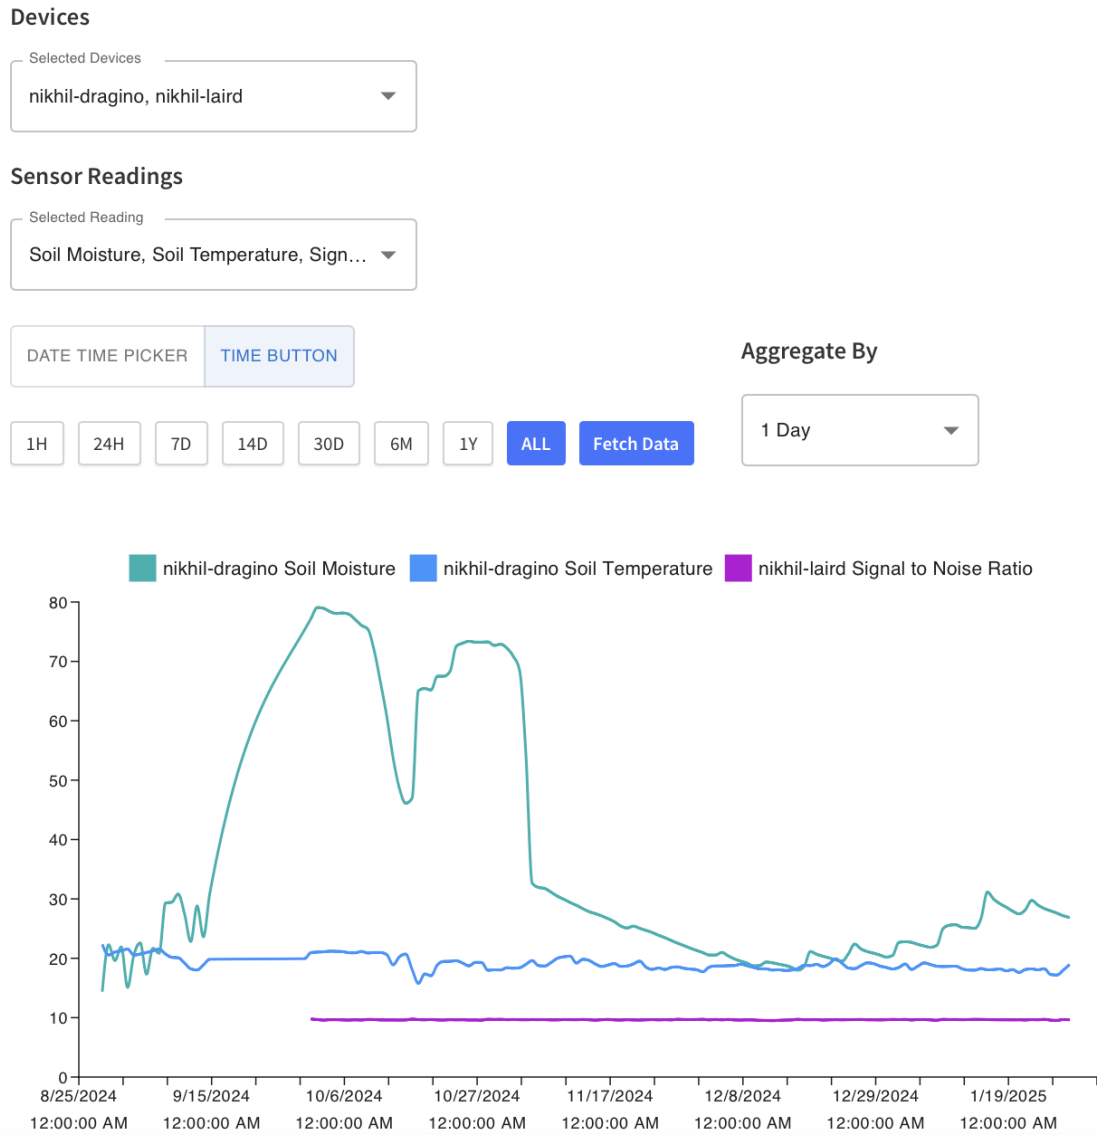 Devices
Selected Devices
nikhil-dragino, nikhil-laird
Sensor Readings
Selected Reading
Soil Moisture, Soil Temperature, Sign...
DATE TIME PICKER
TIME BUTTON
Aggregate By
1H
24H
7D
14D
30D
6M
1Y
ALL
Fetch Data
1 Day
nikhil-dragino Soil Moisture
nikhil-dragino Soil Temperature
nikhil-laird Signal to Noise Ratio
80
70
60
50
40
30
20
10
0
8/25/2024
9/15/2024
10/6/2024
10/27/2024
11/17/2024
12/8/2024
12/29/2024
1/19/2025
12:00:00 AM
12:00:00 AM
12:00:00 AM
12:00:00 AM
12:00:00 AM
12:00:00 AM
12:00:00 AM
12:00:00 AM